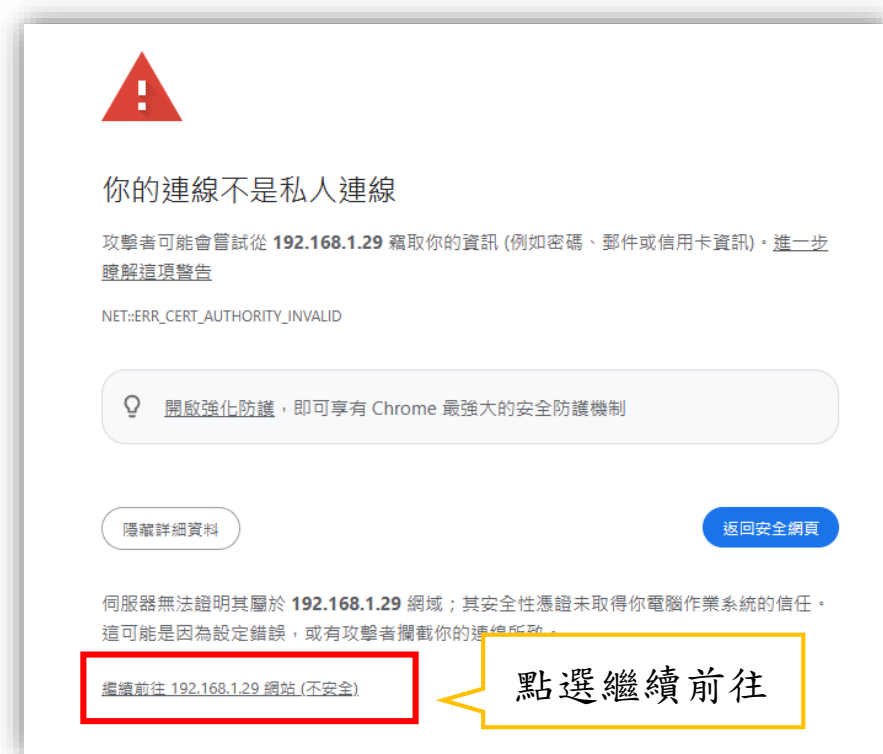 你的連線不是私人連線
攻擊者可能會嘗試從 192.168.1.29 竊取你的資訊 (例如密碼、郵件或信用卡資訊)。進一步
瞭解這項警告
NET::ERR_CERT_AUTHORITY_INVALID
開啟強化防護，即可享有 Chrome 最強大的安全防護機制
隱藏詳細資料
返回安全網頁
伺服器無法證明其屬於 192.168.1.29 網域；其安全性憑證未取得你電腦作業系統的信任。
這可能是因為設定錯誤，或有攻擊者攔截你的連線所致。
繼續前往 192.168.1.29 網站 (不安全)
點選繼續前往